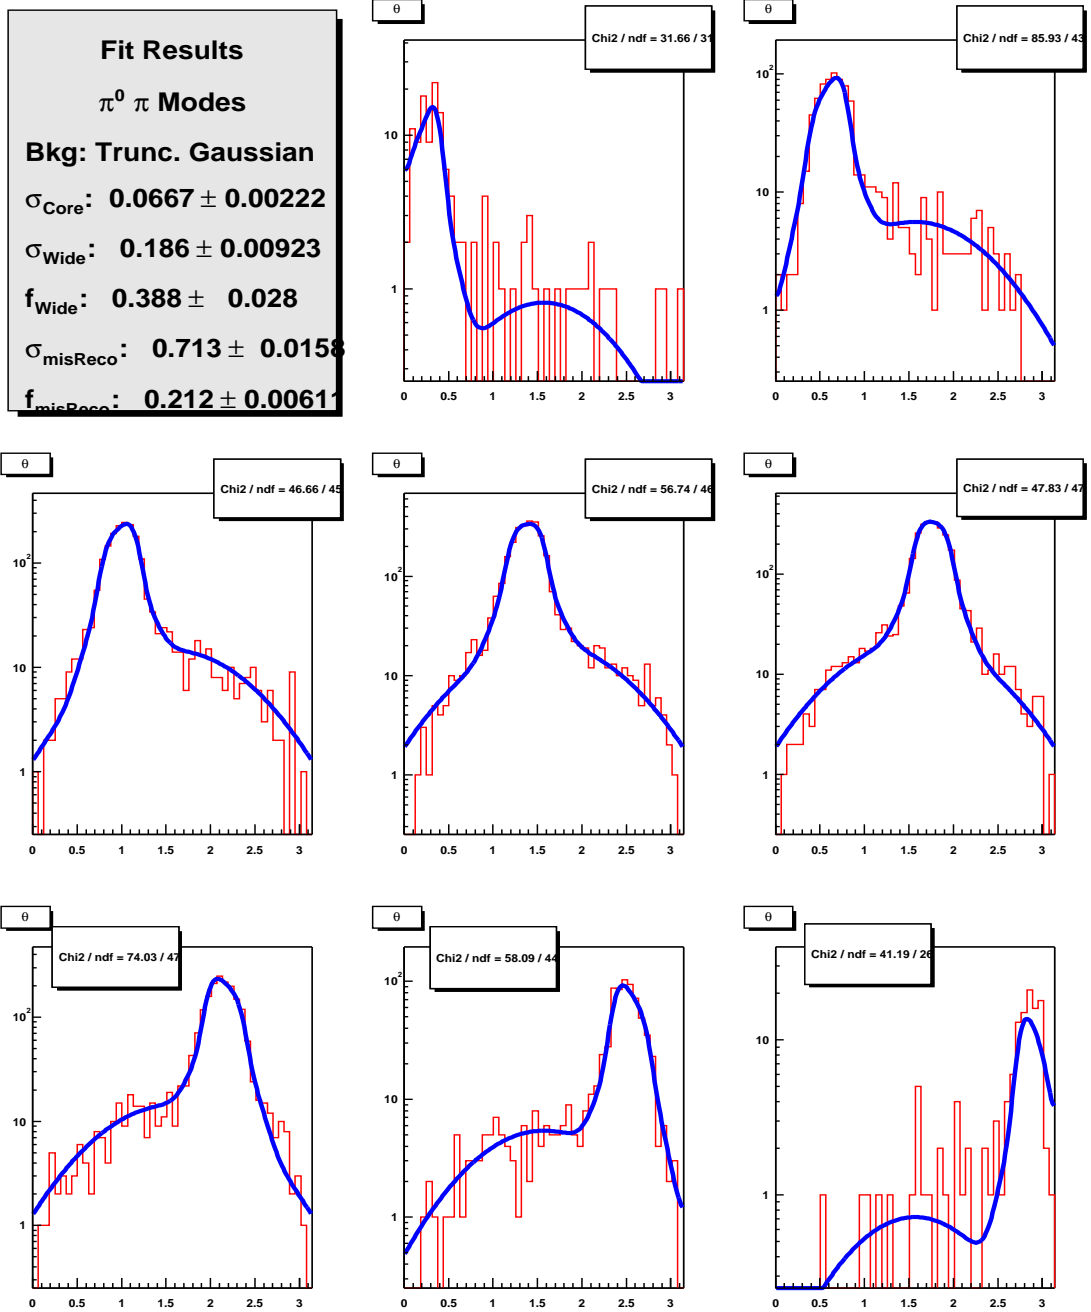 Fit Results
π⁰ π Modes
Bkg: Trunc. Gaussian
σCore: 0.0667 ± 0.00222
σWide: 0.186 ± 0.00923
fWide: 0.388 ± 0.028
σmisReco: 0.713 ± 0.0158
fmisReco: 0.212 ± 0.00611
θ
Chi2 / ndf = 31.66 / 31
10
1
0 0.5 1 1.5 2 2.5 3
θ
Chi2 / ndf = 85.93 / 43
10²
10
1
0 0.5 1 1.5 2 2.5 3
θ
Chi2 / ndf = 46.66 / 45
10²
10
1
0 0.5 1 1.5 2 2.5 3
θ
Chi2 / ndf = 56.74 / 46
10²
10
1
0 0.5 1 1.5 2 2.5 3
θ
Chi2 / ndf = 47.83 / 47
10²
10
1
0 0.5 1 1.5 2 2.5 3
θ
Chi2 / ndf = 74.03 / 47
10²
10
1
0 0.5 1 1.5 2 2.5 3
θ
Chi2 / ndf = 58.09 / 44
10²
10
1
0 0.5 1 1.5 2 2.5 3
θ
Chi2 / ndf = 41.19 / 26
10
1
0 0.5 1 1.5 2 2.5 3